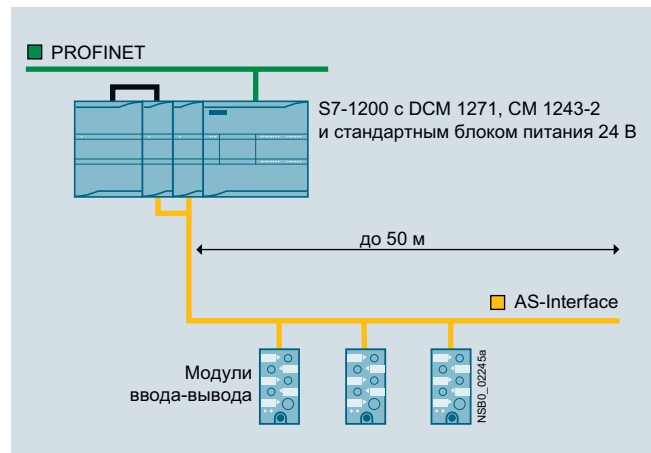 PROFINET
S7-1200 с DCM 1271, CM 1243-2
и стандартным блоком питания 24 В
до 50 м
AS-Interface
Модули
ввода-вывода
NSB0_02245a